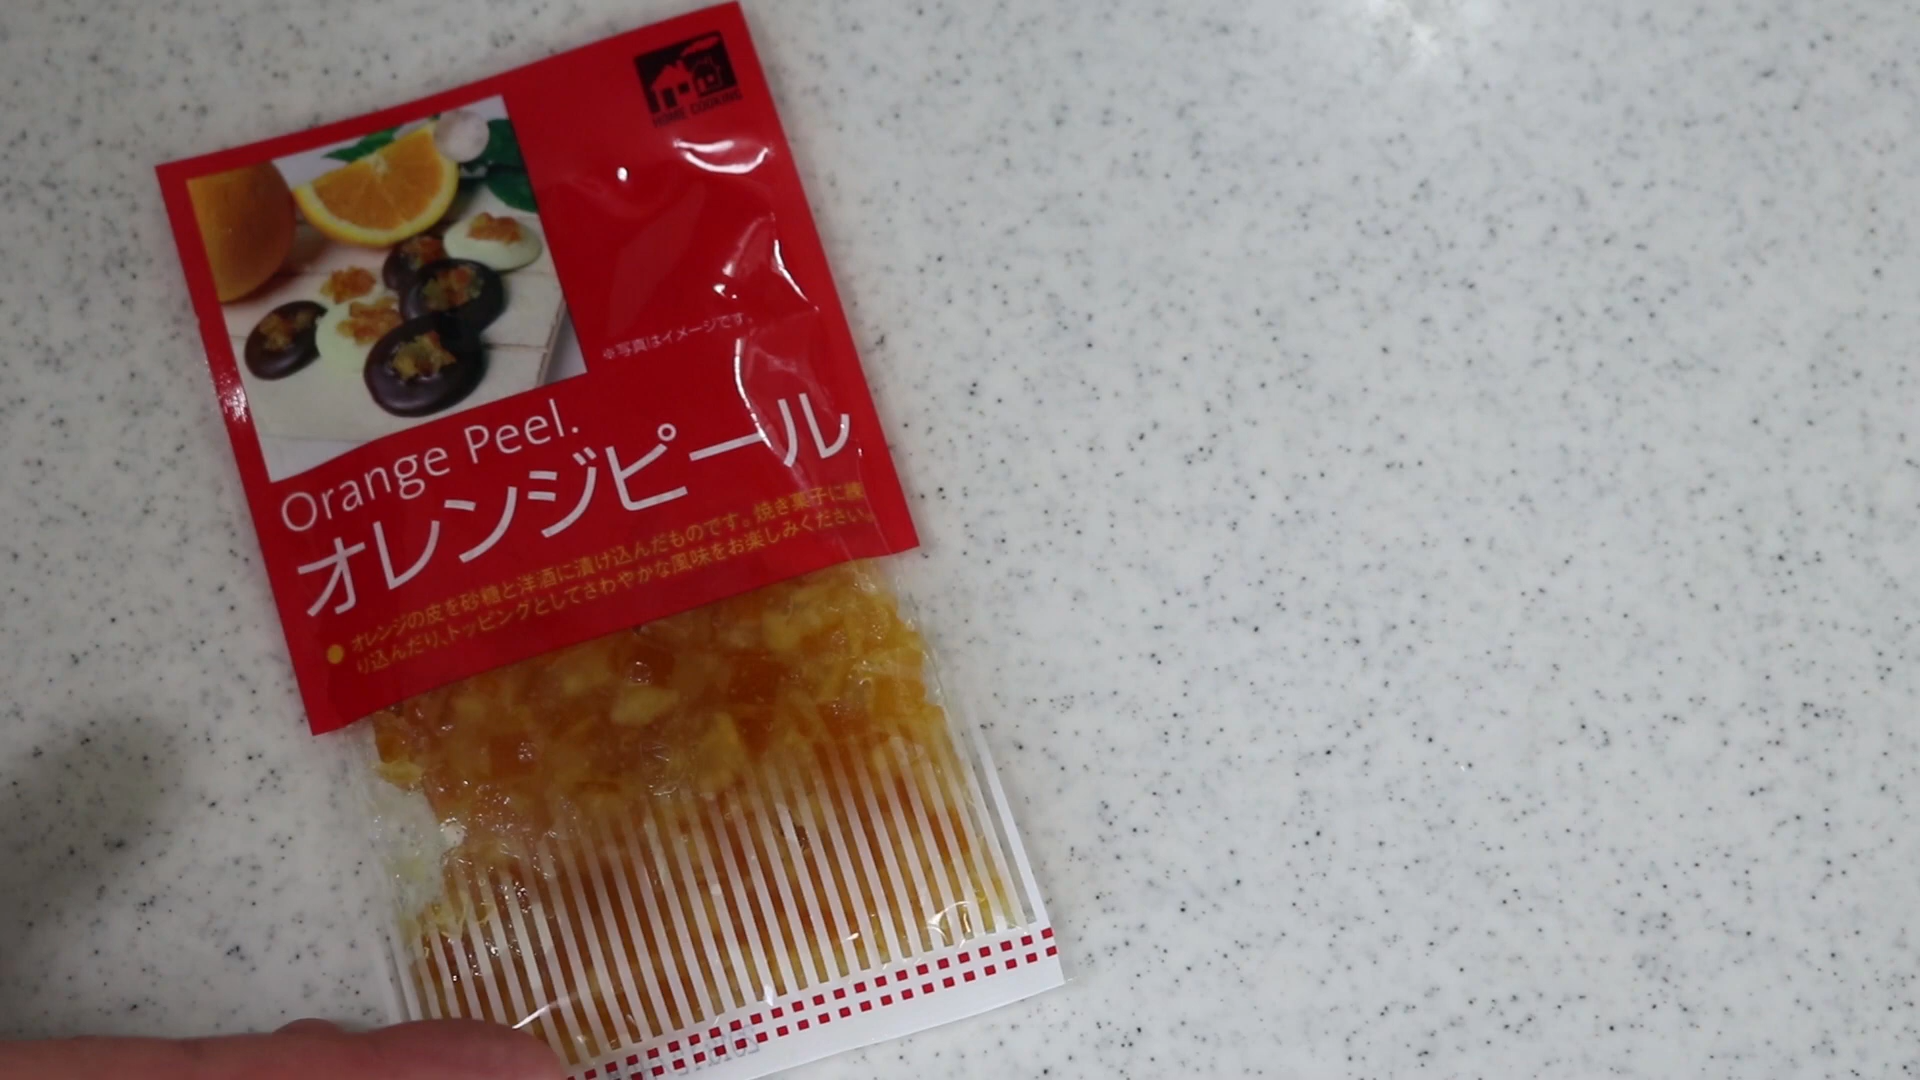 HOME COOKING
※写真はイメージです。
Orange Peel.
オレンジピール
● オレンジの皮を砂糖と洋酒に漬け込んだものです。焼き菓子に練
り込んだり、トッピングとしてさわやかな風味をお楽しみください。